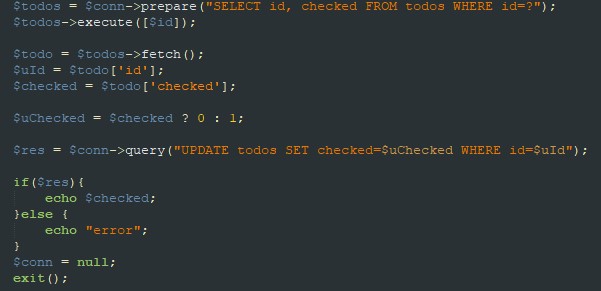 $todos = $conn->prepare("SELECT id, checked FROM todos WHERE id=?");
$todos->execute([$id]);
$todo = $todos->fetch();
$uId = $todo['id'];
$checked = $todo['checked'];
$uChecked = $checked ? 0 : 1;
$res = $conn->query("UPDATE todos SET checked=$uChecked WHERE id=$uId");
if($res){
echo $checked;
}else {
echo "error";
}
$conn = null;
exit();